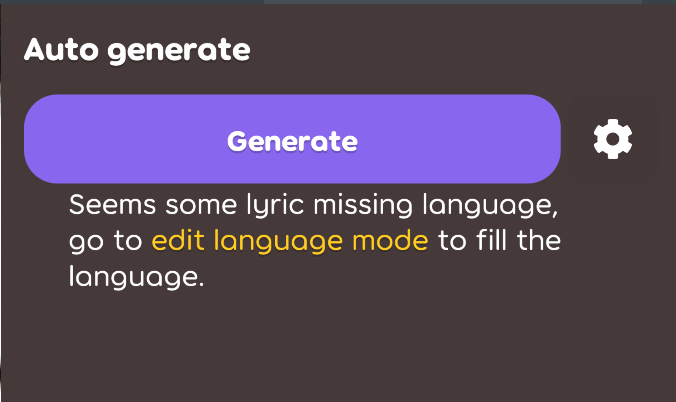 Auto generate
Generate
Seems some lyric missing language,
go to edit language mode to fill the
language.